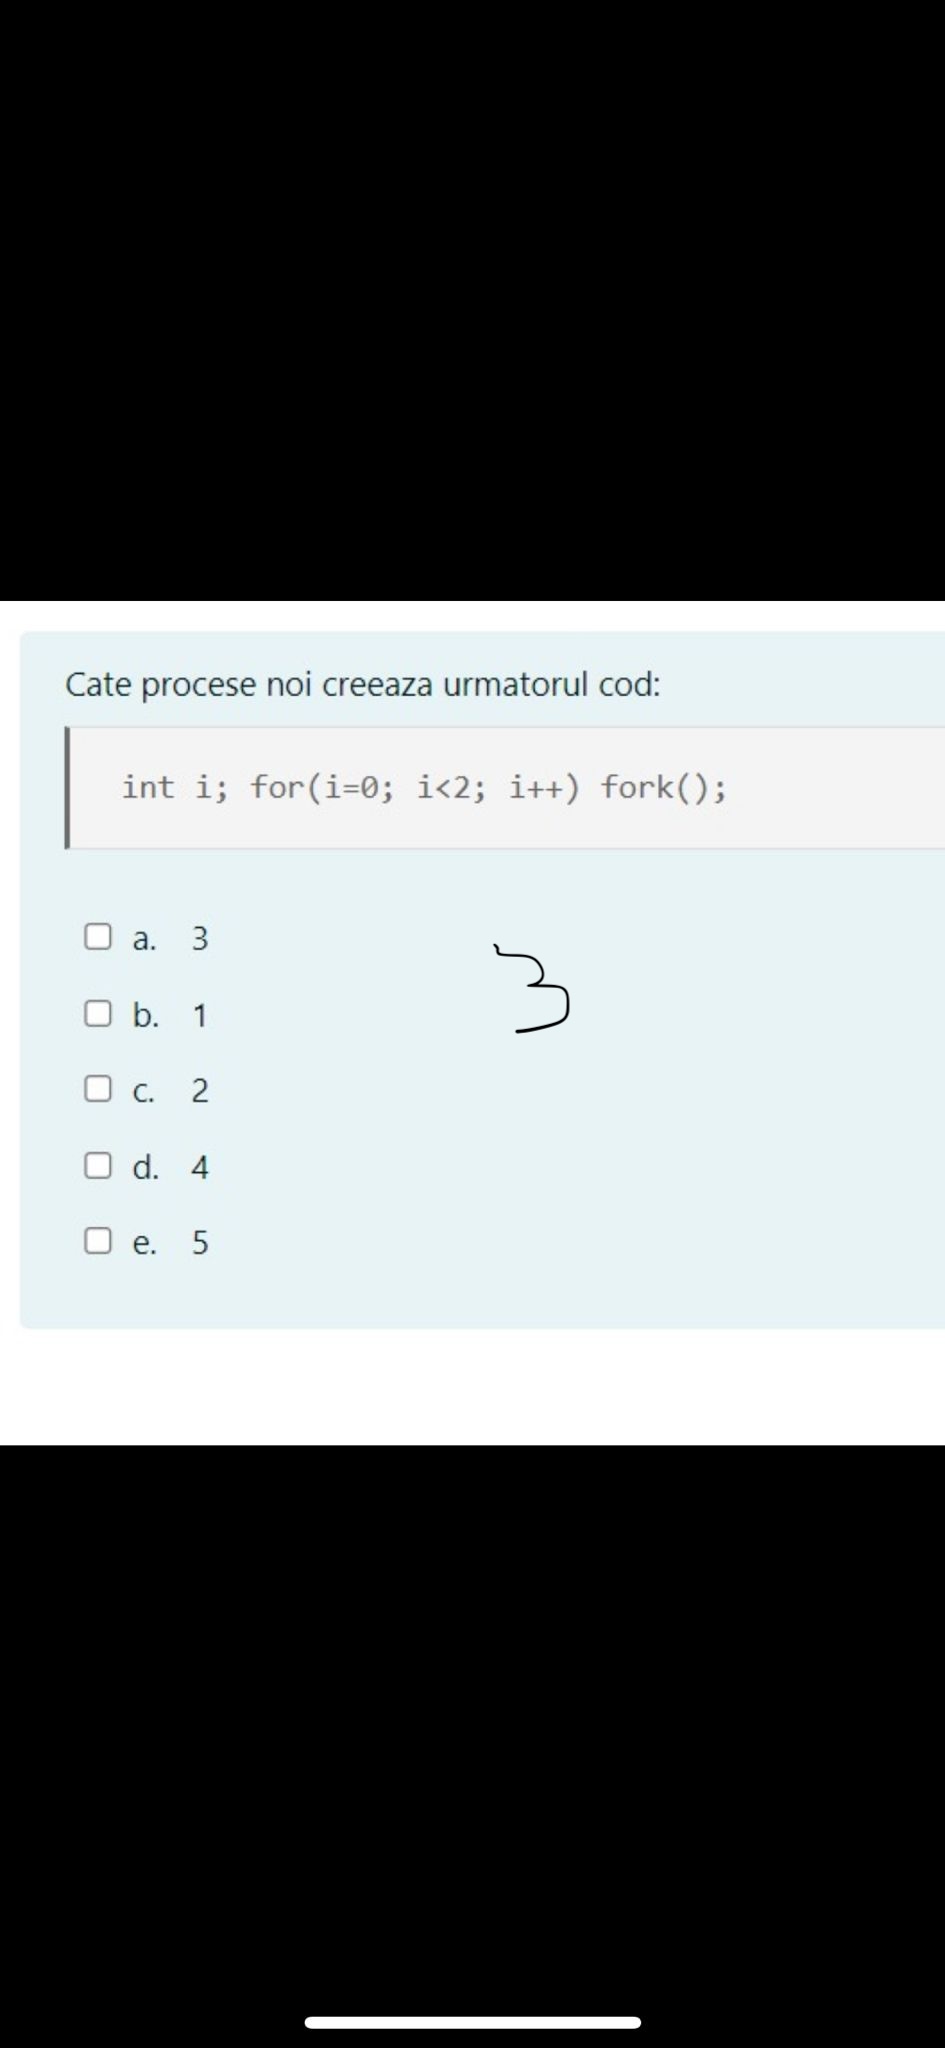 Cate procese noi creeaza urmatorul cod:
int i; for(i=0; i<2; i++) fork();
a. 3
3
b. 1
c. 2
d. 4
e. 5